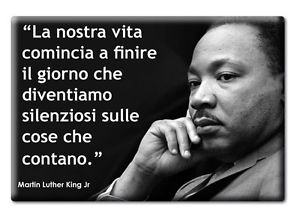 “La nostra vita
comincia a finire
il giorno che
diventiamo
silenziosi sulle
cose che
contano.”
Martin Luther King Jr